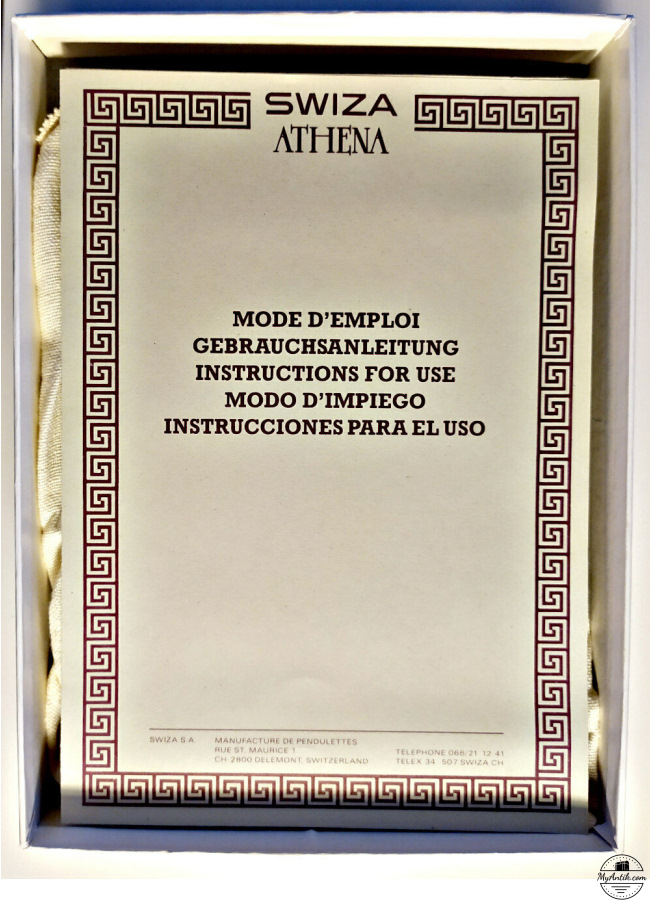 SWIZA
ATHENA
MODE D'EMPLOI
GEBRAUCHSANLEITUNG
INSTRUCTIONS FOR USE
MODO D'IMPIEGO
INSTRUCCIONES PARA EL USO
SWIZA S.A. MANUFACTURE DE PENDULETTES
RUE ST. MAURICE 1
CH-2800 DELEMONT, SWITZERLAND
TELEPHONE 066/21 12 41
TELEX 34 507 SWIZA CH
MyAntik.com